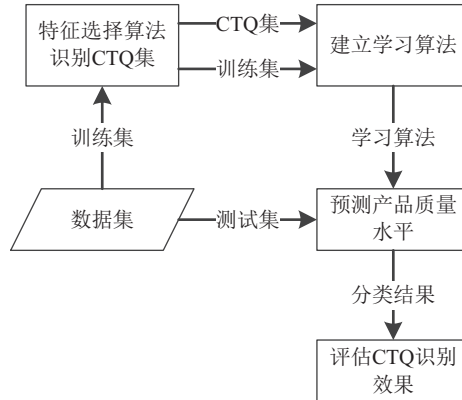 特征选择算法
识别CTQ集
CTQ集
训练集
建立学习算法
训练集
学习算法
数据集
测试集
预测产品质量
水平
分类结果
评估CTQ识别
效果